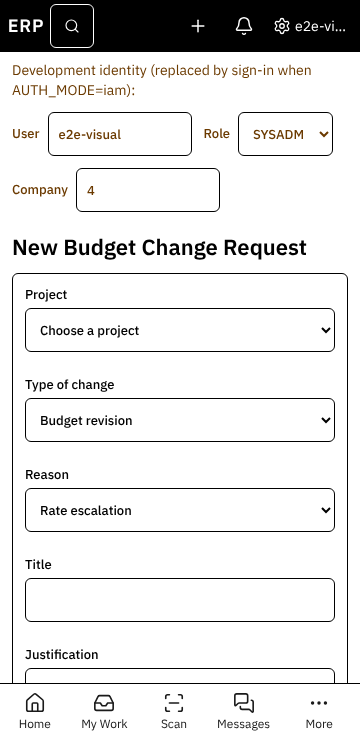 ERP
e2e-vi...
Development identity (replaced by sign-in when
AUTH_MODE=iam):
User e2e-visual Role SYSADM
Company 4
New Budget Change Request
Project
Choose a project
Type of change
Budget revision
Reason
Rate escalation
Title
Justification
Home My Work Scan Messages More